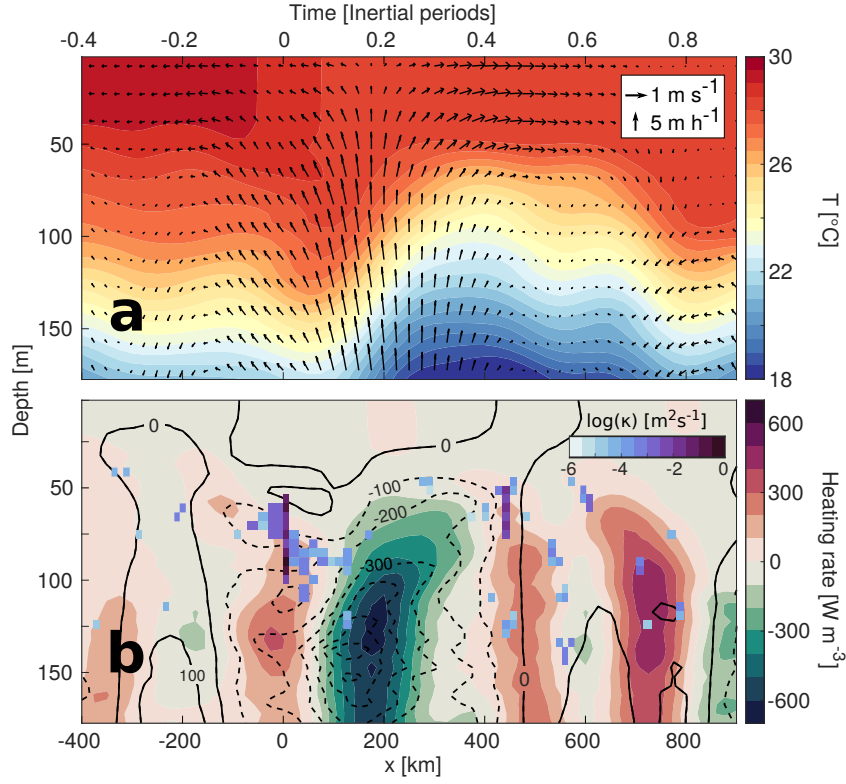 Time [Inertial periods]
-0.4 -0.2 0 0.2 0.4 0.6 0.8
1 m s-1
5 m h-1
50
100
150
a
30
26
22
18
T [°C]
Depth [m]
0
0
log(κ) [m2s-1]
-6 -4 -2 0
-100
-200
-300
100
0
50
100
150
b
600
300
0
-300
-600
Heating rate [W m-3]
-400 -200 0 200 400 600 800
x [km]